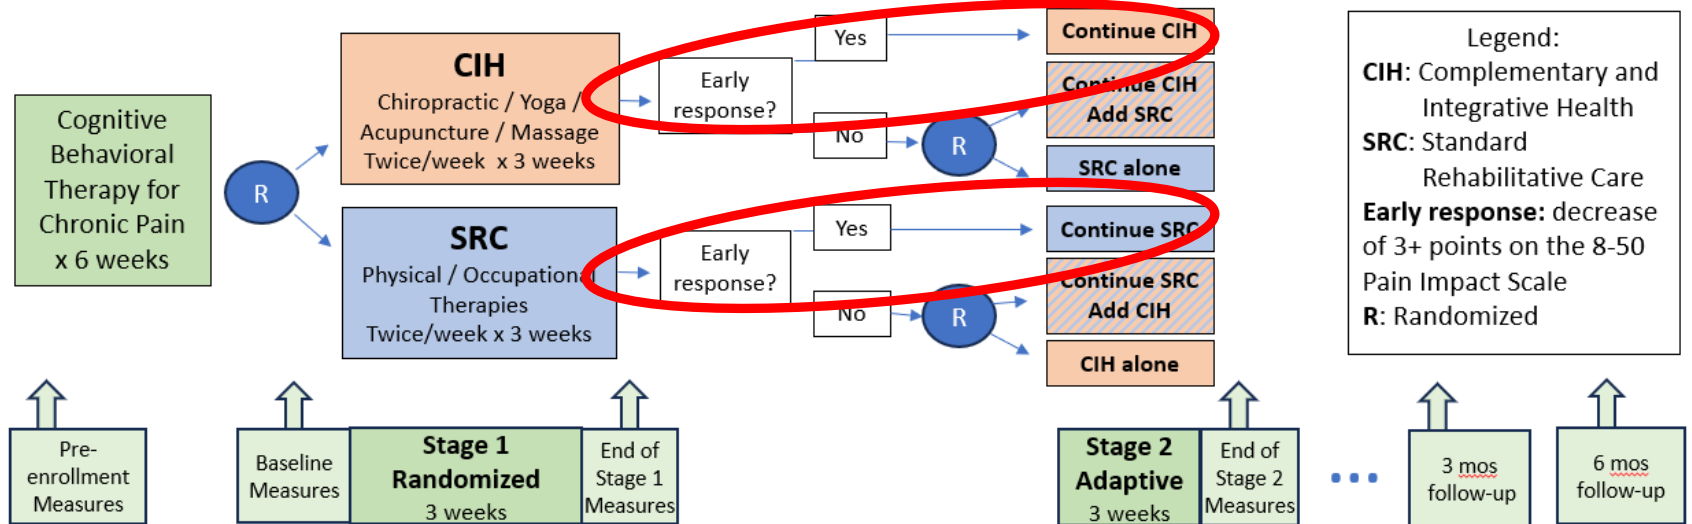 Cognitive
Behavioral
Therapy for
Chronic Pain
x 6 weeks
R
CIH
Chiropractic / Yoga /
Acupuncture / Massage
Twice/week x 3 weeks
SRC
Physical / Occupational
Therapies
Twice/week x 3 weeks
Early
response?
Yes
No
R
Early
response?
Yes
No
R
Continue CIH
Continue CIH
Add SRC
SRC alone
Continue SRC
Continue SRC
Add CIH
CIH alone
Legend:
CIH: Complementary and
Integrative Health
SRC: Standard
Rehabilitative Care
Early response: decrease
of 3+ points on the 8-50
Pain Impact Scale
R: Randomized
Pre-
enrollment
Measures
Baseline
Measures
Stage 1
Randomized
3 weeks
End of
Stage 1
Measures
Stage 2
Adaptive
3 weeks
End of
Stage 2
Measures
...
3 mos
follow-up
6 mos
follow-up